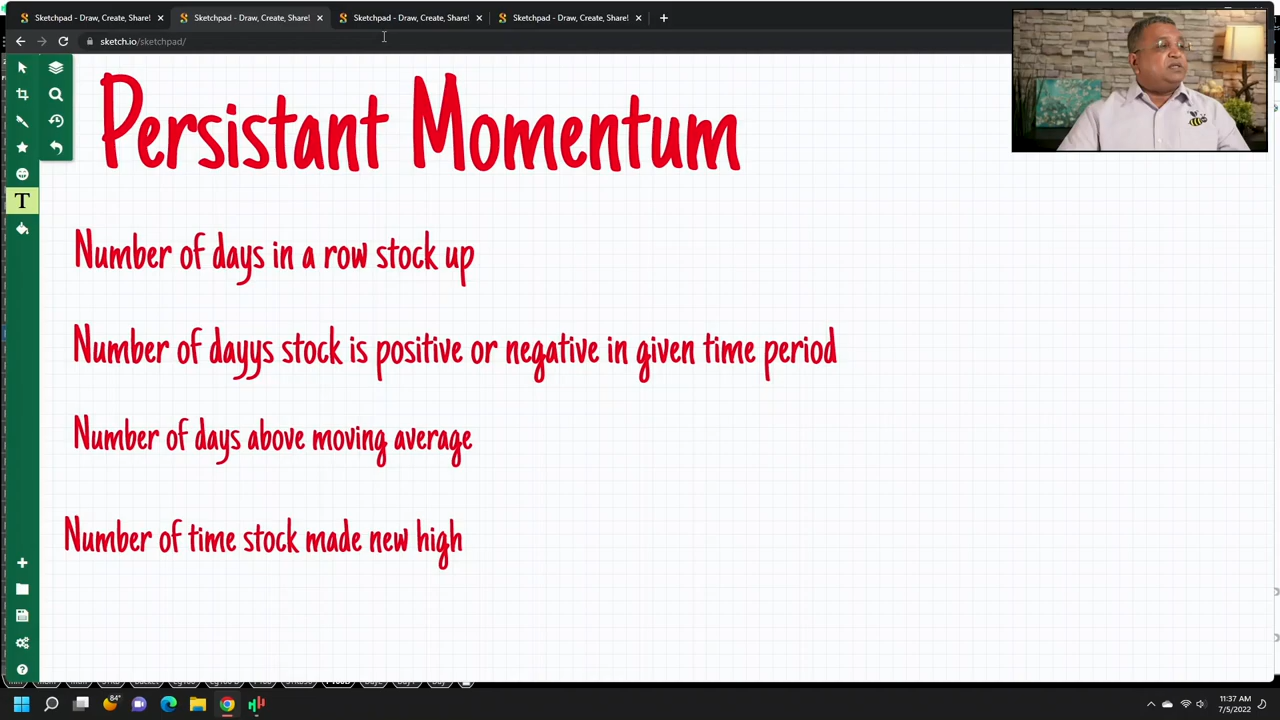 Sketchpad - Draw, Create, Share!
Sketchpad - Draw, Create, Share!
Sketchpad - Draw, Create, Share!
Sketchpad - Draw, Create, Share!
sketch.io/sketchpad/
Persistant Momentum
T
Number of days in a row stock up
Number of dayys stock is positive or negative in given time period
Number of days above moving average
Number of time stock made new high
84°
11:37 AM
7/5/2022